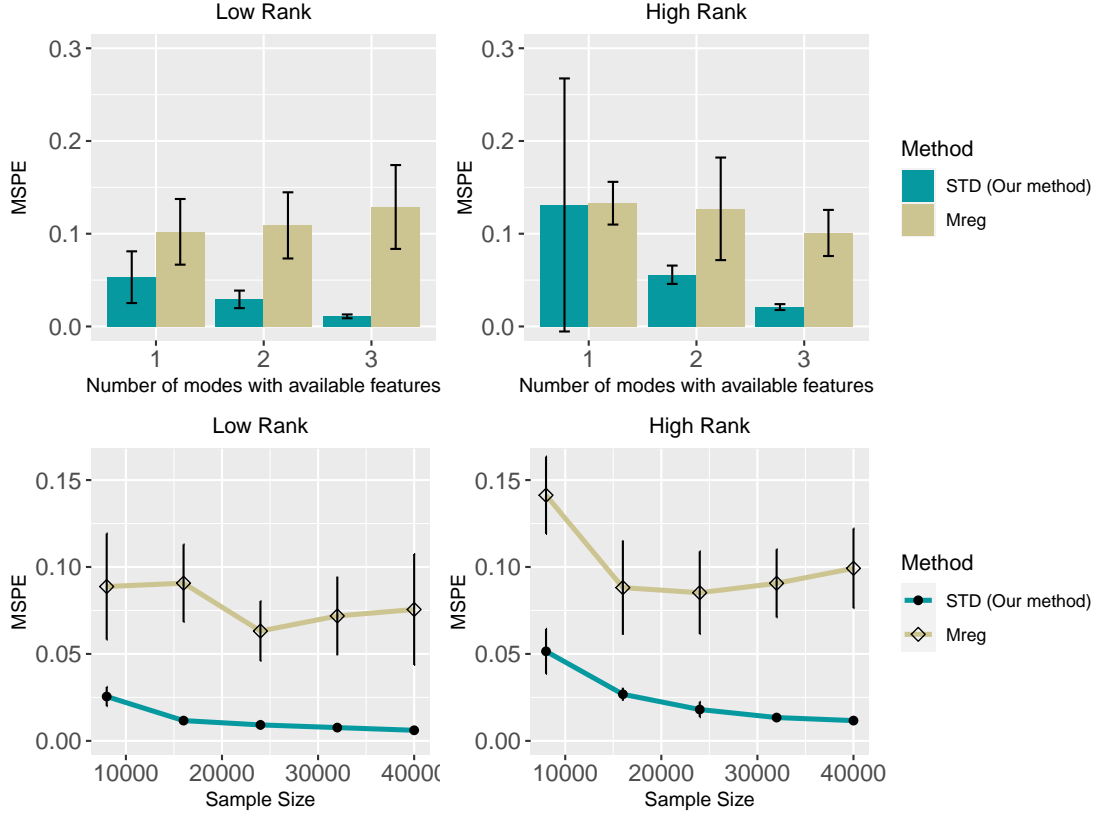 Low Rank
High Rank
0.3
0.2
0.1
0.0
MSPE
1
2
3
Number of modes with available features
0.3
0.2
0.1
0.0
MSPE
1
2
3
Number of modes with available features
Method
STD (Our method)
Mreg
Low Rank
High Rank
0.15
0.10
0.05
0.00
MSPE
10000
20000
30000
40000
Sample Size
0.15
0.10
0.05
0.00
MSPE
10000
20000
30000
40000
Sample Size
Method
STD (Our method)
Mreg